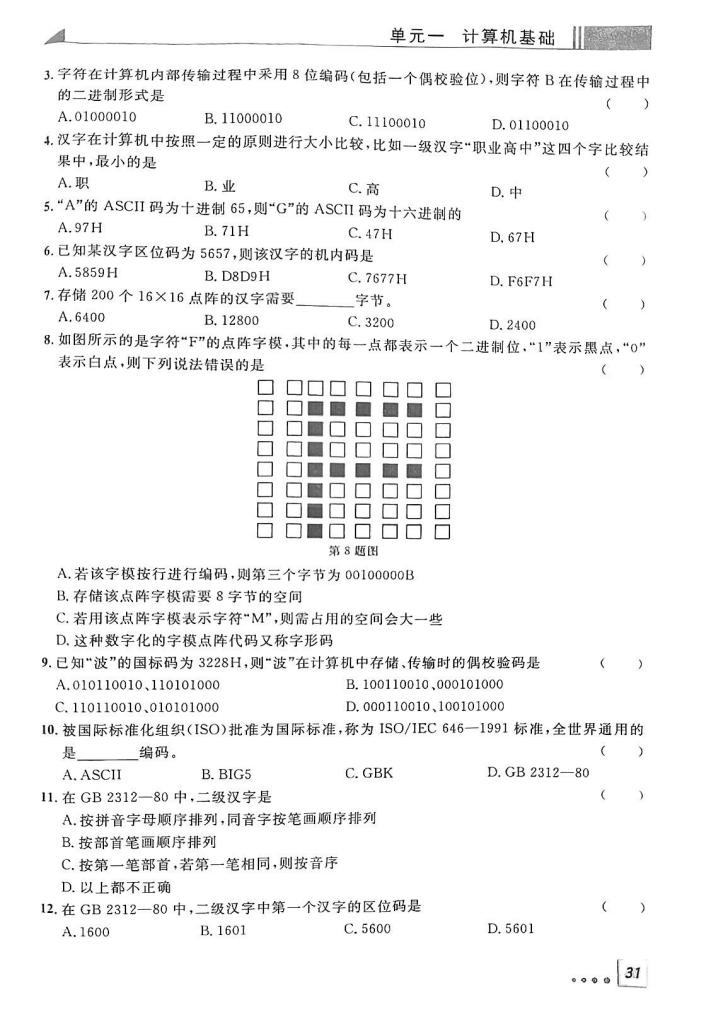 单元一 计算机基础
3.字符在计算机内部传输过程中采用8位编码(包括一个偶校验位),则字符B在传输过程中
的二进制形式是 ( )
A.01000010 B.11000010 C.11100010 D.01100010
4.汉字在计算机中按照一定的原则进行大小比较,比如一级汉字“职业高中”这四个字比较结
果中,最小的是 ( )
A.职 B.业 C.高 D.中
5.“A”的ASCII码为十进制65,则“G”的ASCII码为十六进制的 ( )
A.97H B.71H C.47H D.67H
6.已知某汉字区位码为5657,则该汉字的机内码是 ( )
A.5859H B.D8D9H C.7677H D.F6F7H
7.存储200个16×16点阵的汉字需要______字节。 ( )
A.6400 B.12800 C.3200 D.2400
8.如图所示的是字符“F”的点阵字模,其中的每一点都表示一个二进制位,“1”表示黑点,“0”
表示白点,则下列说法错误的是 ( )
第8题图
A.若该字模按行进行编码,则第三个字节为00100000B
B.存储该点阵字模需要8字节的空间
C.若用该点阵字模表示字符“M”,则需占用的空间会大一些
D.这种数字化的字模点阵代码又称字形码
9.已知“波”的国标码为3228H,则“波”在计算机中存储、传输时的偶校验码是 ( )
A.010110010、110101000 B.100110010、000101000
C.110110010、010101000 D.000110010、100101000
10.被国际标准化组织(ISO)批准为国际标准,称为ISO/IEC 646—1991标准,全世界通用的
是______编码。 ( )
A.ASCII B.BIG5 C.GBK D.GB 2312—80
11.在GB 2312—80中,二级汉字是 ( )
A.按拼音字母顺序排列,同音字按笔画顺序排列
B.按部首笔画顺序排列
C.按第一笔部首,若第一笔相同,则按音序
D.以上都不正确
12.在GB 2312—80中,二级汉字中第一个汉字的区位码是 ( )
A.1600 B.1601 C.5600 D.5601
31